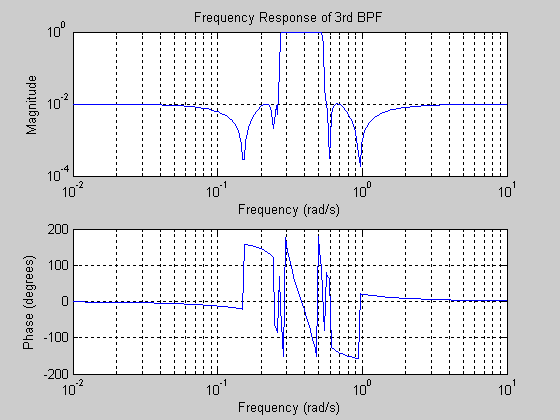 Frequency Response of 3rd BPF
Magnitude
10^0
10^-2
10^-4
10^-2 10^-1 10^0 10^1
Frequency (rad/s)
Phase (degrees)
200
100
0
-100
-200
10^-2 10^-1 10^0 10^1
Frequency (rad/s)